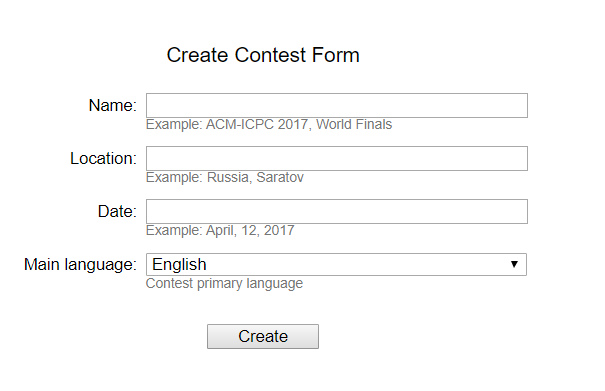 Create Contest Form
Name:
Example: ACM-ICPC 2017, World Finals
Location:
Example: Russia, Saratov
Date:
Example: April, 12, 2017
Main language: English
Contest primary language
Create